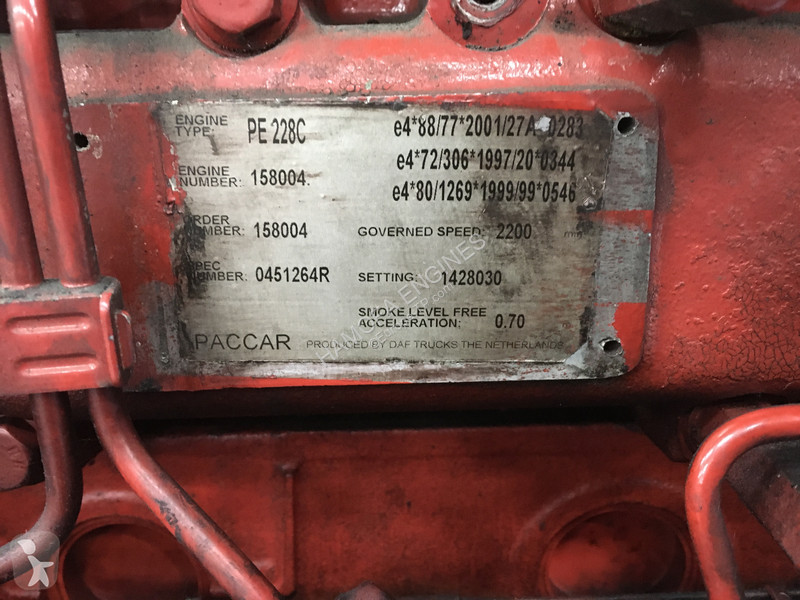 ENGINE TYPE: PE 228C e4*88/77*2001/27A*0283
e4*72/306*1997/20*0344
ENGINE NUMBER: 158004.
e4*80/1269*1999/99*0546
ORDER NUMBER: 158004 GOVERNED SPEED: 2200
SPEC NUMBER: 0451264R SETTING: 1428030
SMOKE LEVEL FREE
ACCELERATION: 0.70
PACCAR PRODUCED BY DAF TRUCKS THE NETHERLANDS